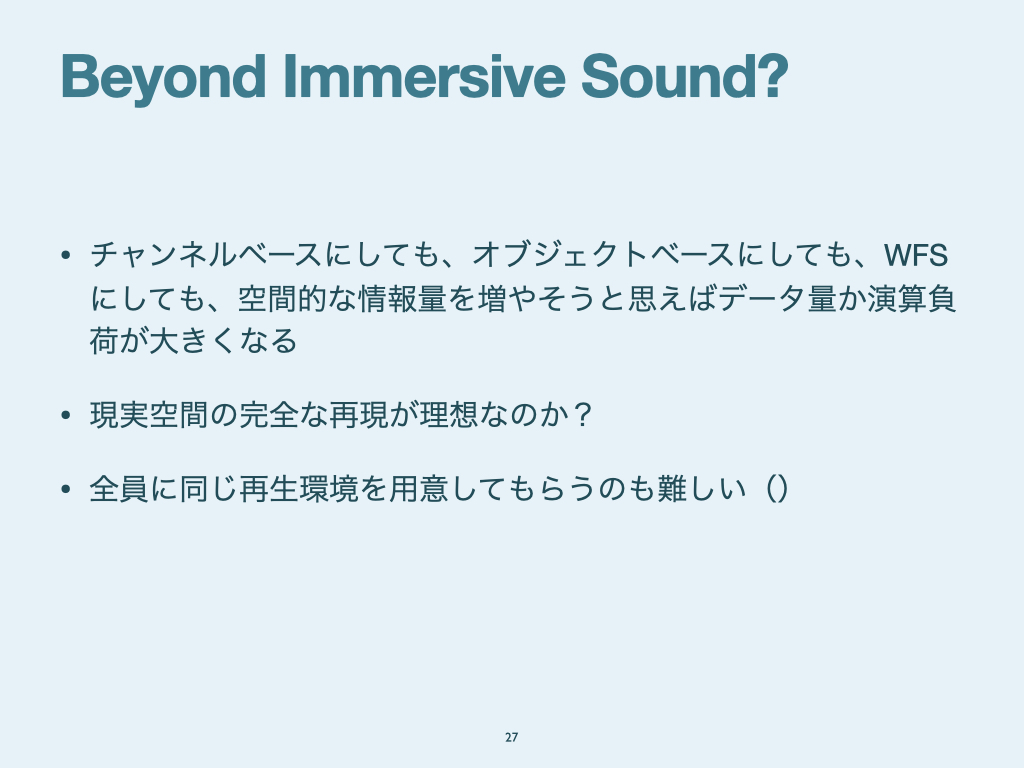 Beyond Immersive Sound?
• チャンネルベースにしても、オブジェクトベースにしても、WFS
にしても、空間的な情報量を増やそうと思えばデータ量か演算負
荷が大きくなる
• 現実空間の完全な再現が理想なのか？
• 全員に同じ再生環境を用意してもらうのも難しい（）
27